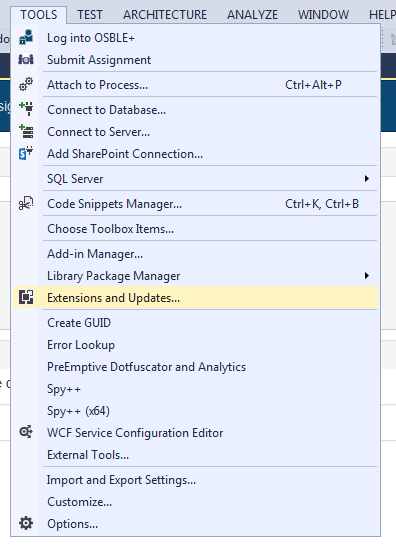 TOOLS TEST ARCHITECTURE ANALYZE WINDOW HELP
Log into OSBLE+
Submit Assignment
Attach to Process... Ctrl+Alt+P
Connect to Database...
Connect to Server...
Add SharePoint Connection...
SQL Server
Code Snippets Manager... Ctrl+K, Ctrl+B
Choose Toolbox Items...
Add-in Manager...
Library Package Manager
Extensions and Updates...
Create GUID
Error Lookup
PreEmptive Dotfuscator and Analytics
Spy++
Spy++ (x64)
WCF Service Configuration Editor
External Tools...
Import and Export Settings...
Customize...
Options...